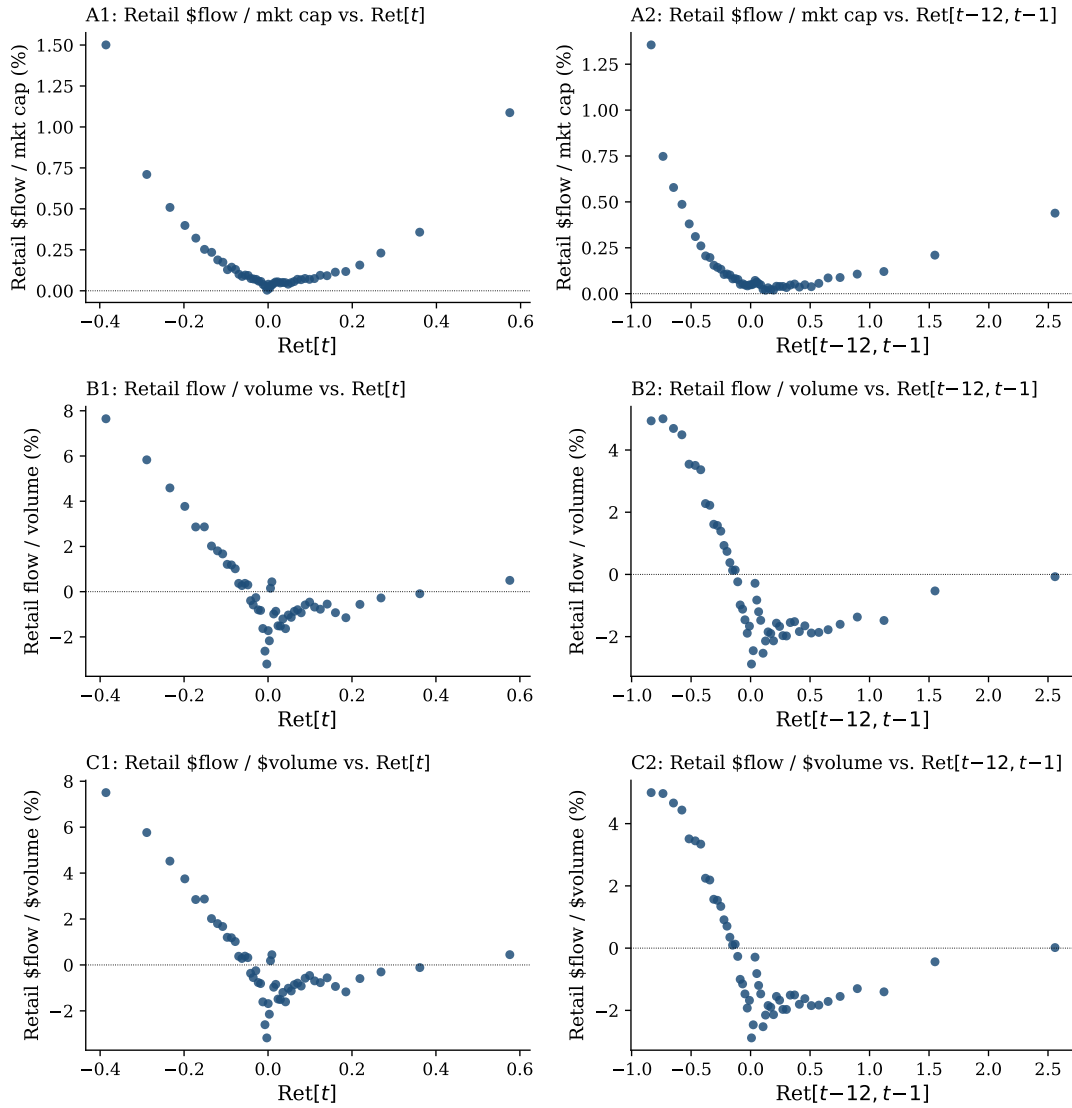 A1: Retail $flow / mkt cap vs. Ret[t]
Retail $flow / mkt cap (%)
1.50
1.25
1.00
0.75
0.50
0.25
0.00
−0.4 −0.2 0.0 0.2 0.4 0.6
Ret[t]
A2: Retail $flow / mkt cap vs. Ret[t−12, t−1]
Retail $flow / mkt cap (%)
1.25
1.00
0.75
0.50
0.25
0.00
−1.0 −0.5 0.0 0.5 1.0 1.5 2.0 2.5
Ret[t−12, t−1]
B1: Retail flow / volume vs. Ret[t]
Retail flow / volume (%)
8
6
4
2
0
−2
−0.4 −0.2 0.0 0.2 0.4 0.6
Ret[t]
B2: Retail flow / volume vs. Ret[t−12, t−1]
Retail flow / volume (%)
4
2
0
−2
−1.0 −0.5 0.0 0.5 1.0 1.5 2.0 2.5
Ret[t−12, t−1]
C1: Retail $flow / $volume vs. Ret[t]
Retail $flow / $volume (%)
8
6
4
2
0
−2
−0.4 −0.2 0.0 0.2 0.4 0.6
Ret[t]
C2: Retail $flow / $volume vs. Ret[t−12, t−1]
Retail $flow / $volume (%)
4
2
0
−2
−1.0 −0.5 0.0 0.5 1.0 1.5 2.0 2.5
Ret[t−12, t−1]